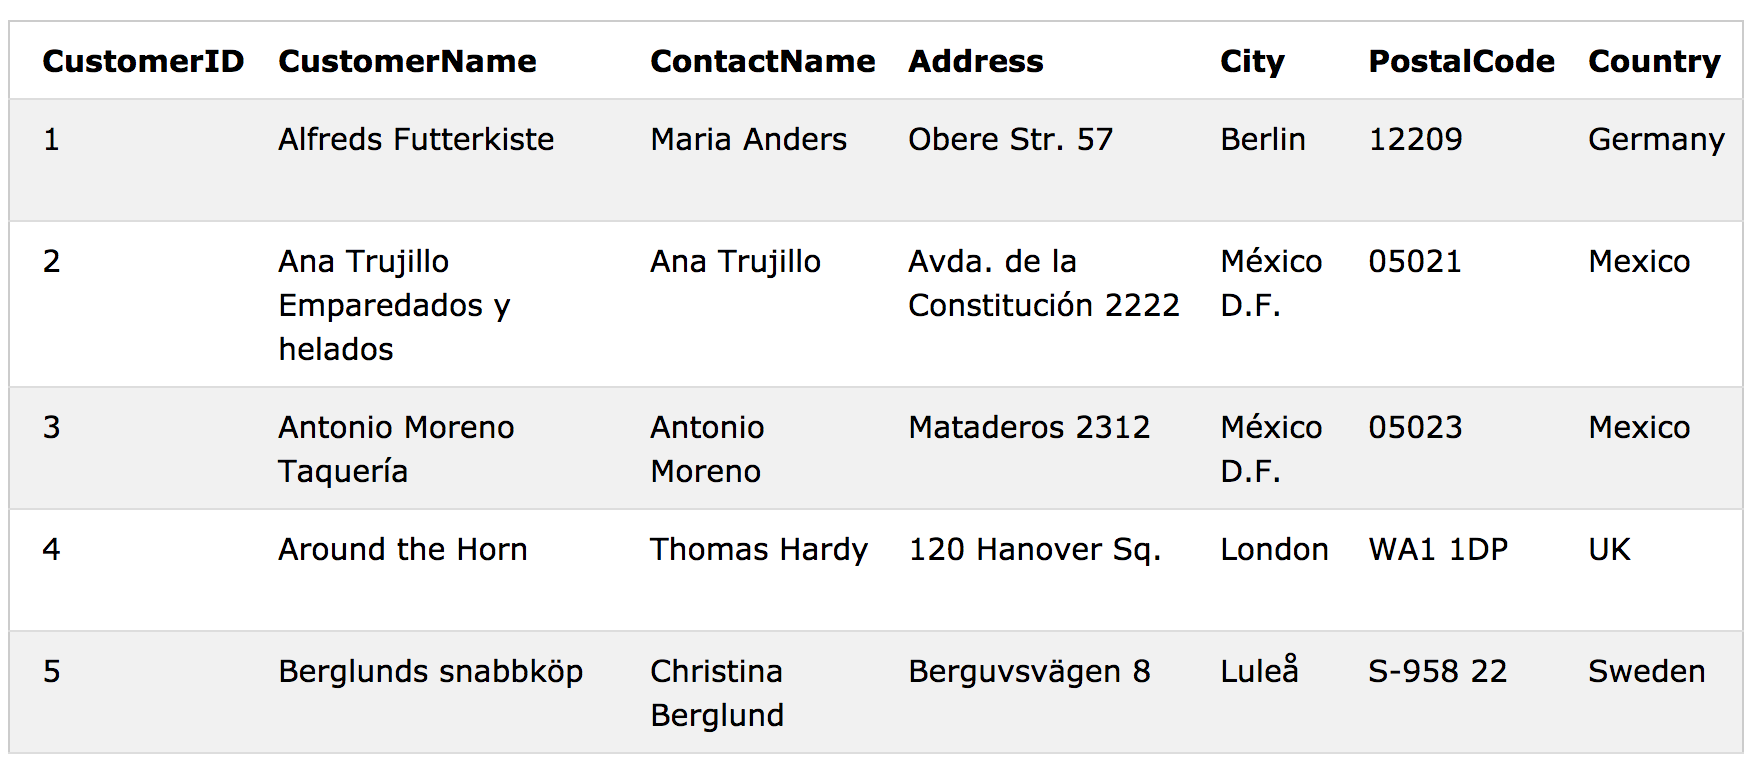 CustomerID CustomerName ContactName Address City PostalCode Country
1 Alfreds Futterkiste Maria Anders Obere Str. 57 Berlin 12209 Germany
2 Ana Trujillo Ana Trujillo Avda. de la México 05021 Mexico
Emparedados y Constitución 2222 D.F.
helados
3 Antonio Moreno Antonio Mataderos 2312 México 05023 Mexico
Taquería Moreno D.F.
4 Around the Horn Thomas Hardy 120 Hanover Sq. London WA1 1DP UK
5 Berglunds snabbköp Christina Berguvsvägen 8 Luleå S-958 22 Sweden
Berglund